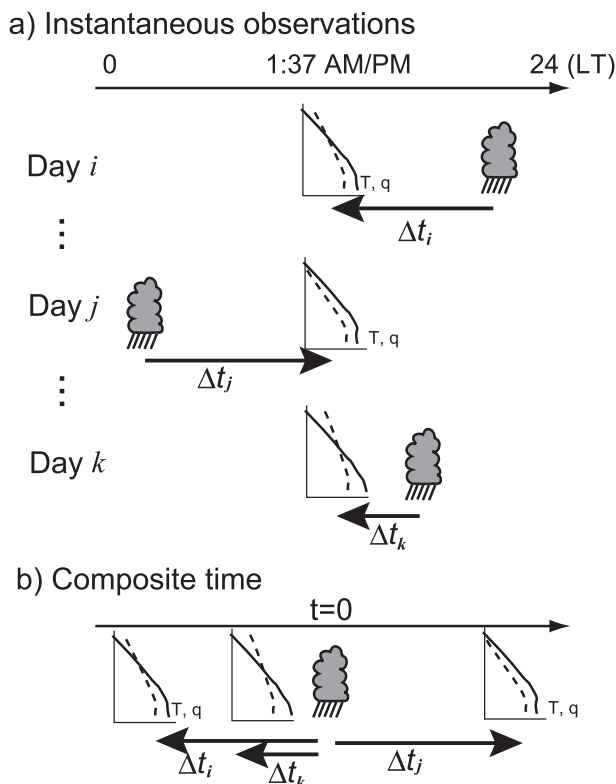 a) Instantaneous observations
0 1:37 AM/PM 24 (LT)
Day i
T, q
Δti
⋮
Day j
T, q
Δtj
⋮
Day k
Δtk
b) Composite time
t=0
T, q
Δti Δtk Δtj